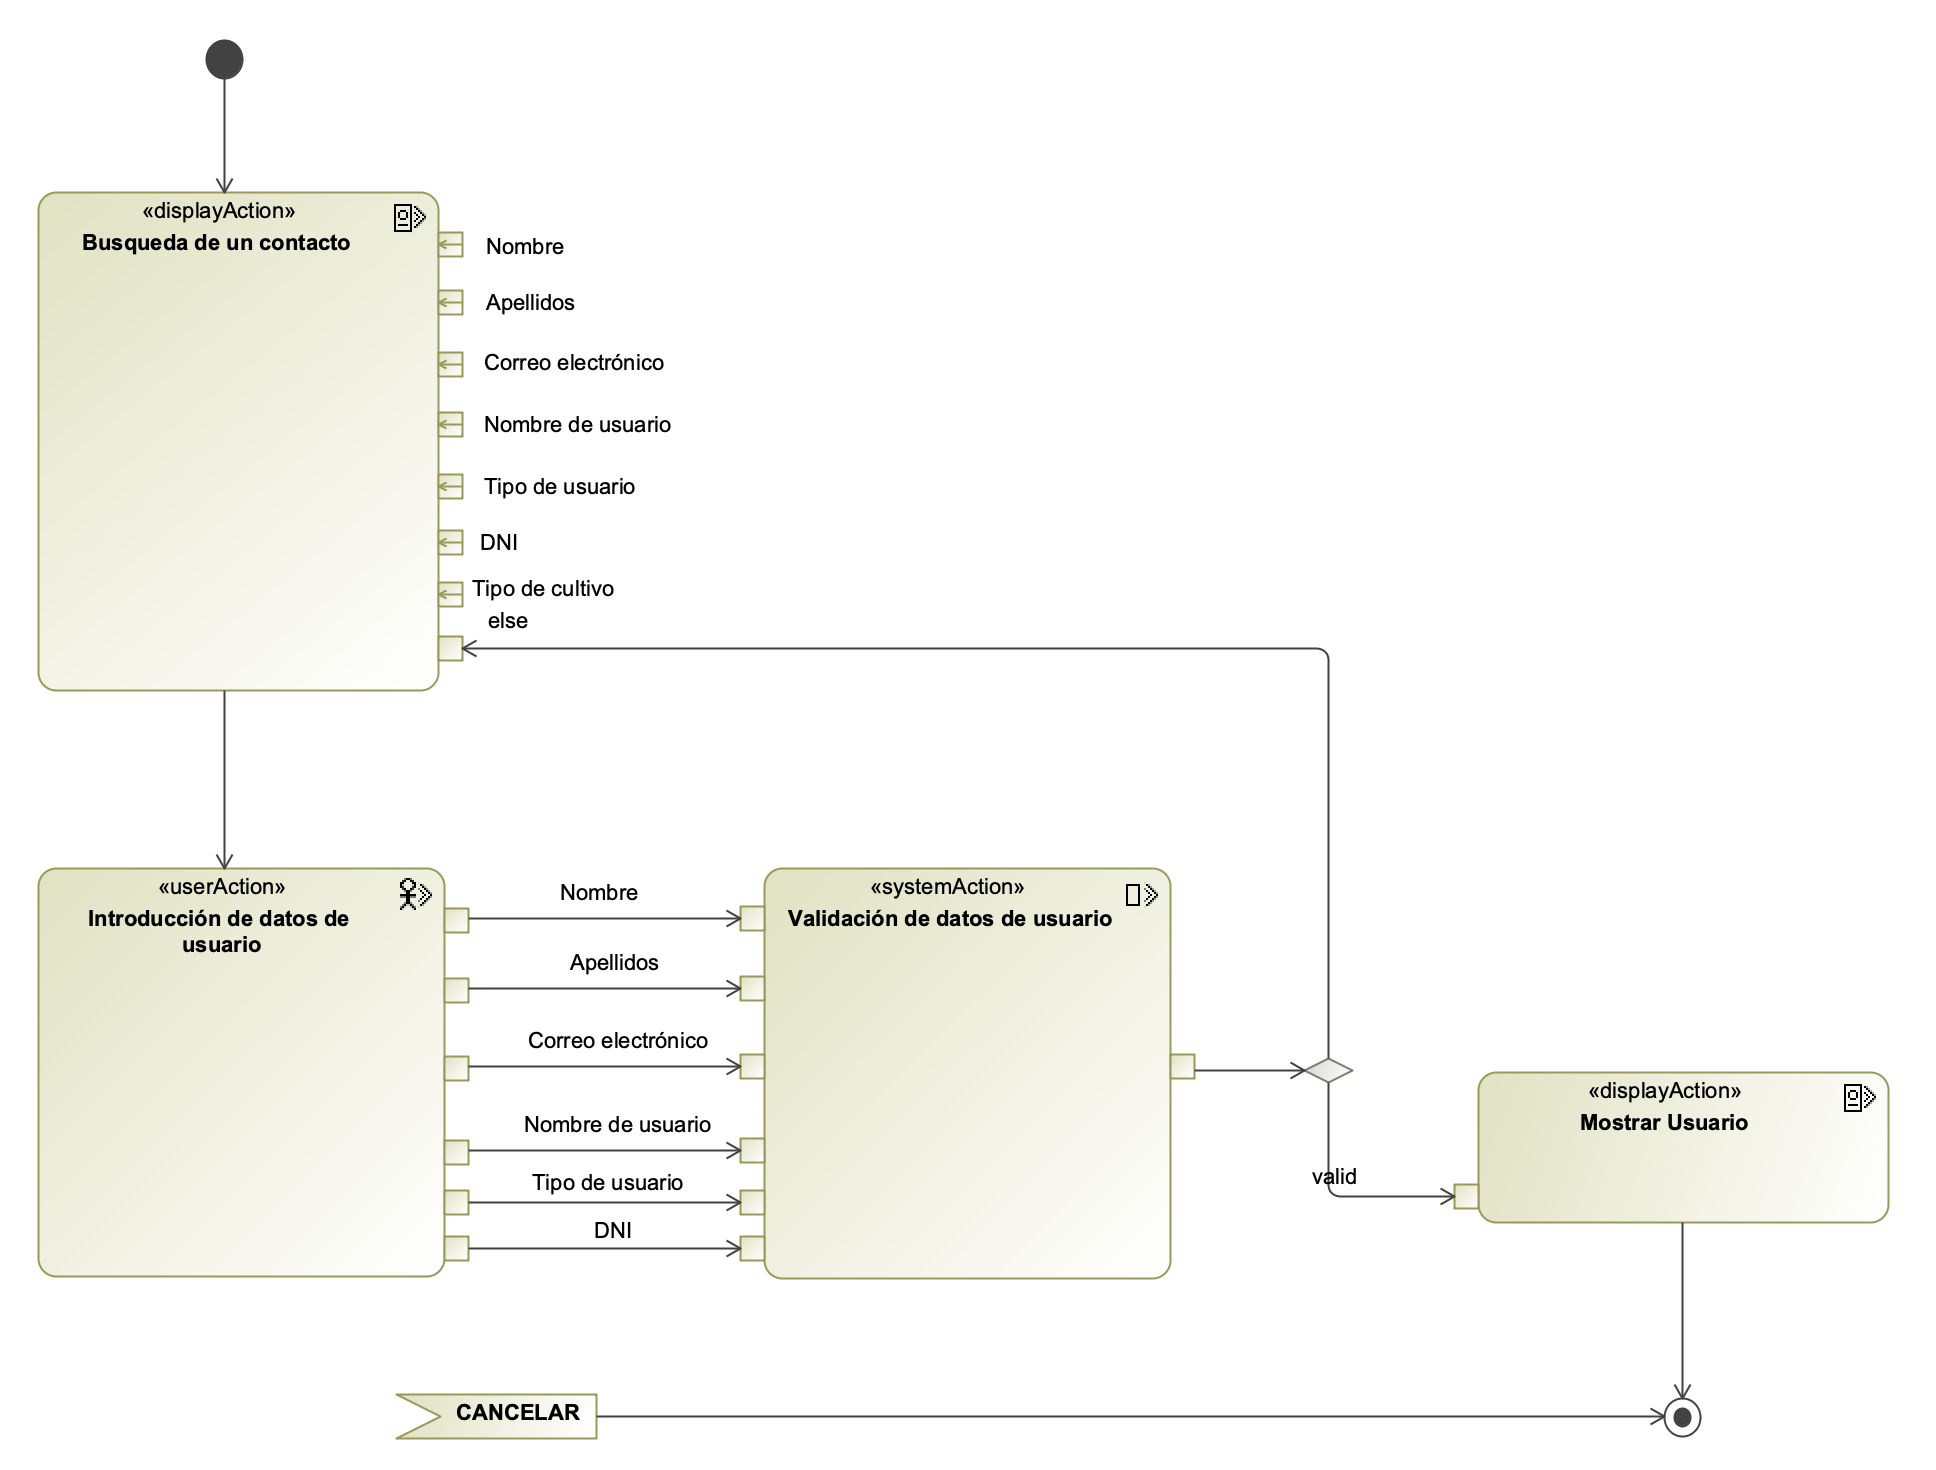 «displayAction»
Busqueda de un contacto
Nombre
Apellidos
Correo electrónico
Nombre de usuario
Tipo de usuario
DNI
Tipo de cultivo
else
«userAction»
Introducción de datos de
usuario
Nombre
Apellidos
Correo electrónico
Nombre de usuario
Tipo de usuario
DNI
«systemAction»
Validación de datos de usuario
valid
«displayAction»
Mostrar Usuario
CANCELAR